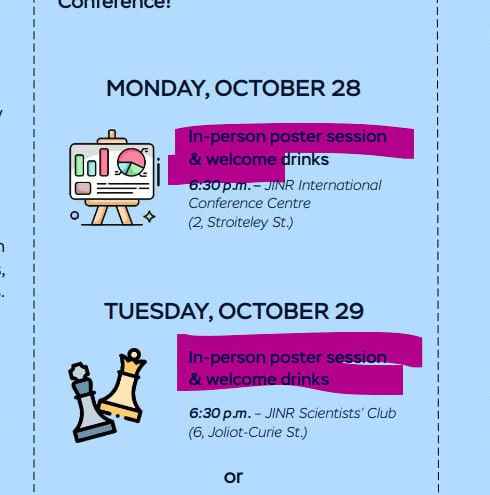 Conference!
MONDAY, OCTOBER 28
In-person poster session
& welcome drinks
6:30 p.m. – JINR International
Conference Centre
(2, Stroiteley St.)
TUESDAY, OCTOBER 29
In-person poster session
& welcome drinks
6:30 p.m. – JINR Scientists' Club
(6, Joliot-Curie St.)
or